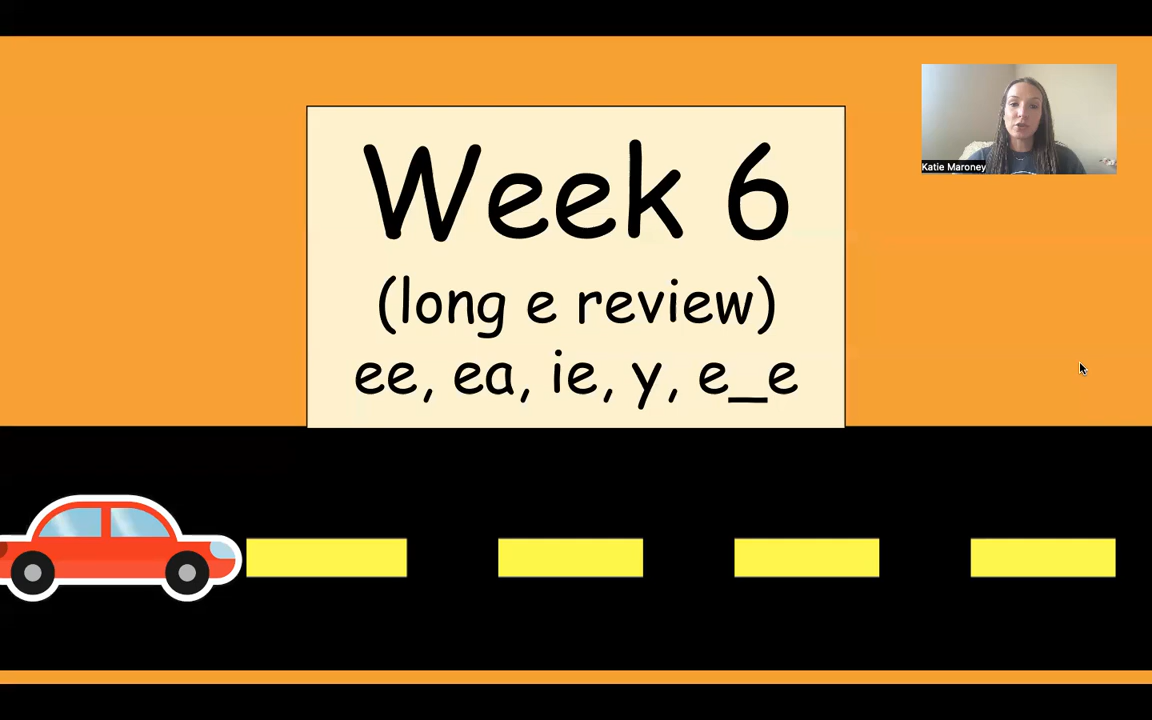 Week 6
(long e review)
ee, ea, ie, y, e_e
Katie Maroney